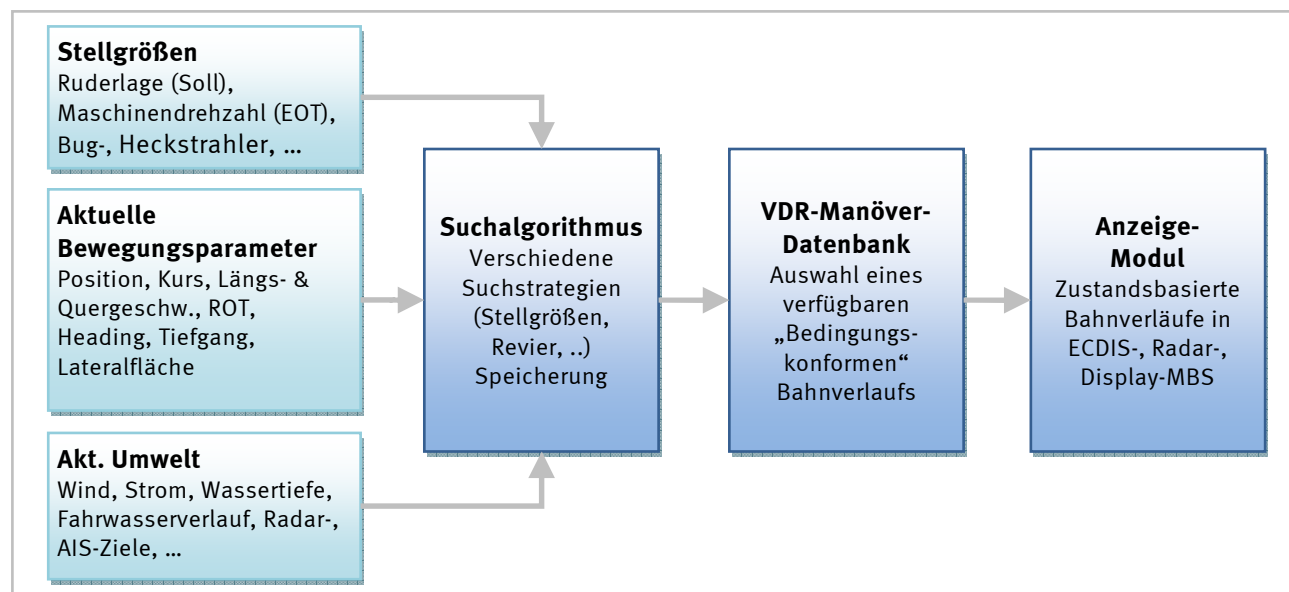 Stellgrößen
Ruderlage (Soll),
Maschinendrehzahl (EOT),
Bug-, Heckstrahler, ...
Aktuelle
Bewegungsparameter
Position, Kurs, Längs- &
Quergeschw., ROT,
Heading, Tiefgang,
Lateralfläche
Akt. Umwelt
Wind, Strom, Wassertiefe,
Fahrwasserverlauf, Radar-,
AIS-Ziele, ...
Suchalgorithmus
Verschiedene
Suchstrategien
(Stellgrößen,
Revier, ..)
Speicherung
VDR-Manöver-
Datenbank
Auswahl eines
verfügbaren
„Bedingungs-
konformen“
Bahnverlaufs
Anzeige-
Modul
Zustandsbasierte
Bahnverläufe in
ECDIS-, Radar-,
Display-MBS